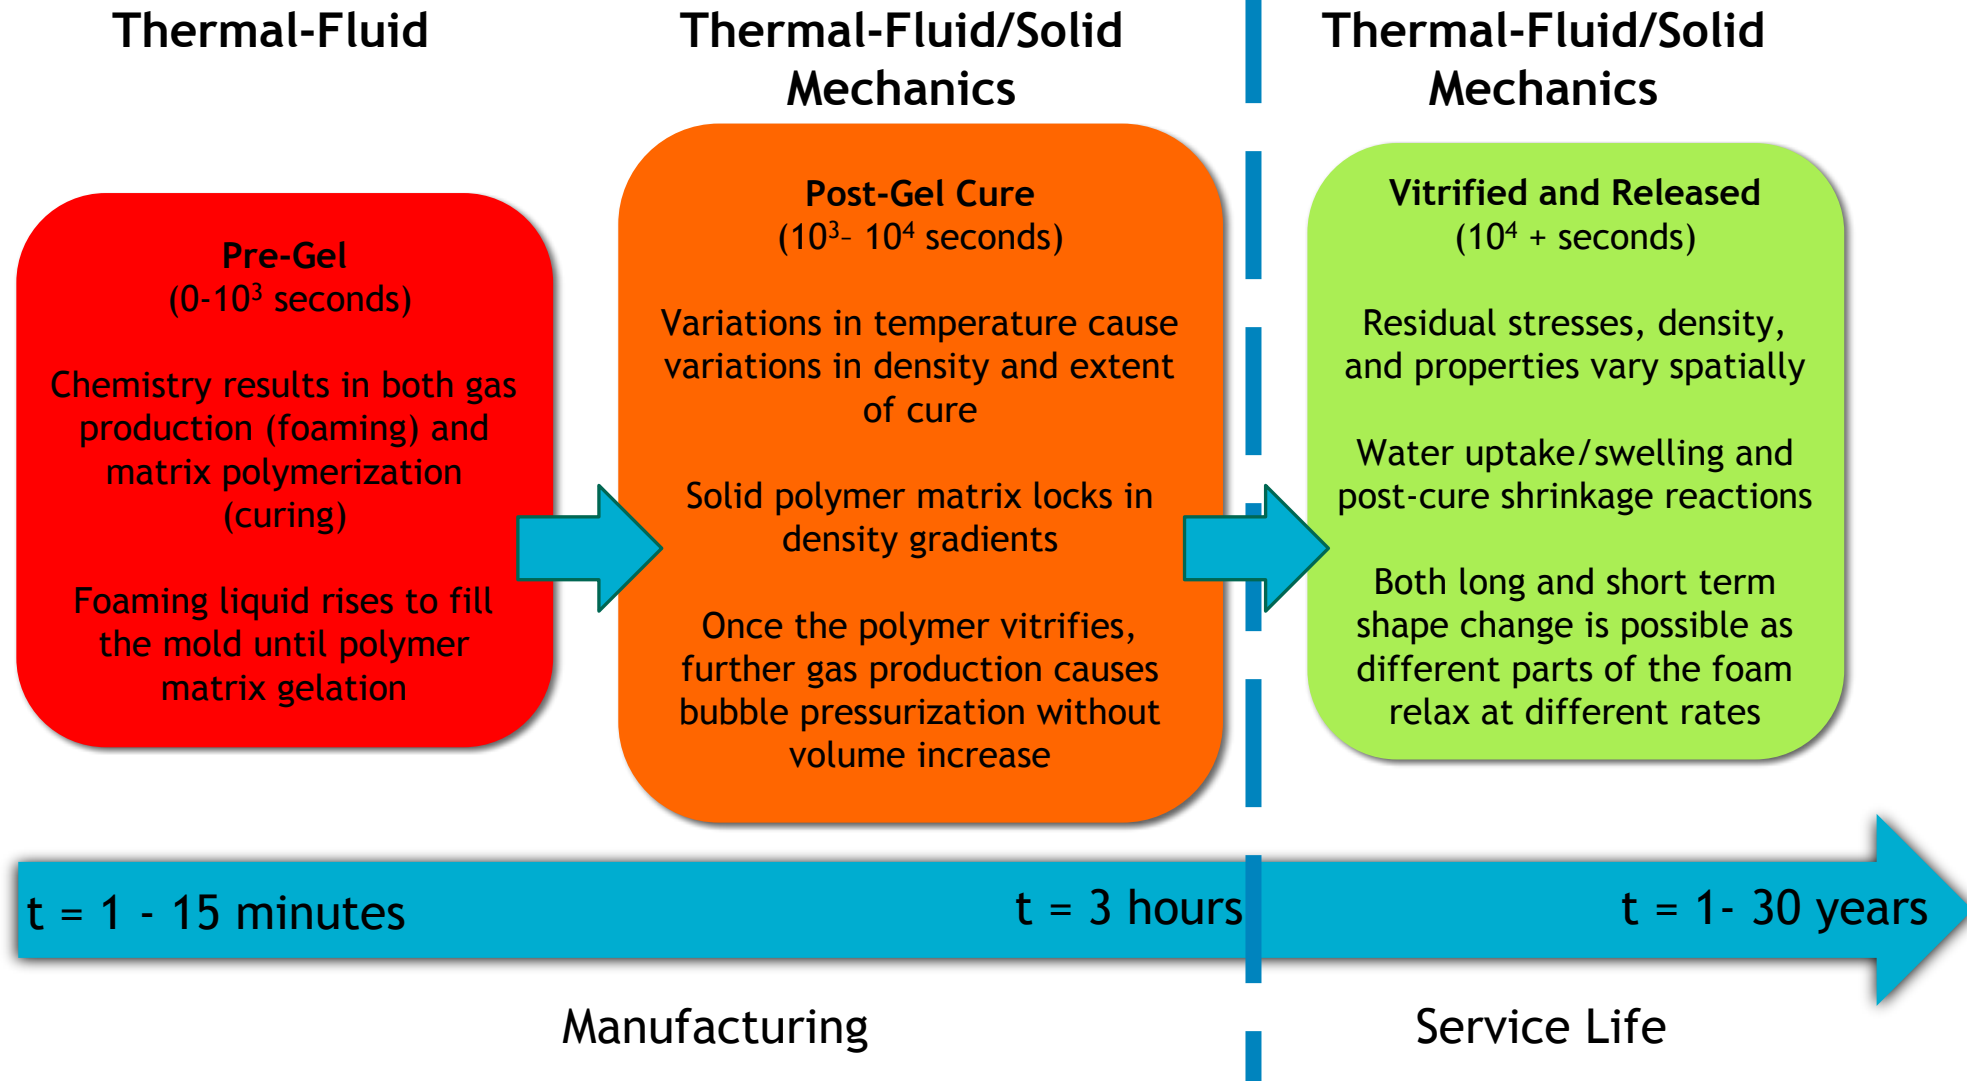 Thermal-Fluid
Thermal-Fluid/Solid
Mechanics
Thermal-Fluid/Solid
Mechanics
Pre-Gel
(0-10³ seconds)
Chemistry results in both gas
production (foaming) and
matrix polymerization
(curing)
Foaming liquid rises to fill
the mold until polymer
matrix gelation
Post-Gel Cure
(10³– 10⁴ seconds)
Variations in temperature cause
variations in density and extent
of cure
Solid polymer matrix locks in
density gradients
Once the polymer vitrifies,
further gas production causes
bubble pressurization without
volume increase
Vitrified and Released
(10⁴ + seconds)
Residual stresses, density,
and properties vary spatially
Water uptake/swelling and
post-cure shrinkage reactions
Both long and short term
shape change is possible as
different parts of the foam
relax at different rates
t = 1 - 15 minutes
t = 3 hours
t = 1- 30 years
Manufacturing
Service Life